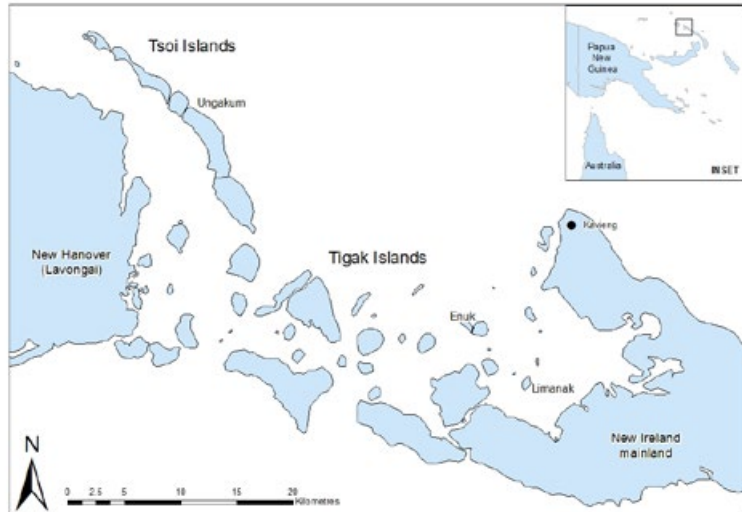 Tsoi Islands
Ungakum
New Hanover
(Lavongai)
Tigak Islands
Kavieng
Enuk
Limanak
New Ireland
mainland
Papua
New
Guinea
Australia
INSET
N
0 2.5 5 10 15 20
Kilometres